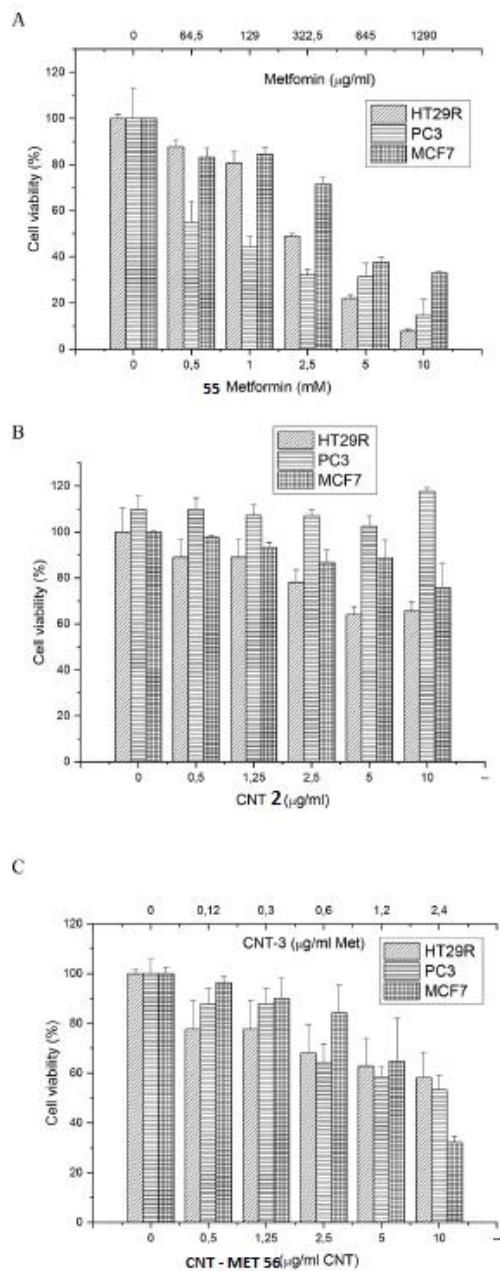 A
0 64,5 129 322,5 645 1290
Metfomin (μg/ml)
HT29R
PC3
MCF7
Cell viability (%)
120
100
80
60
40
20
0
0 0,5 1 2,5 5 10
55 Metformin (mM)
B
HT29R
PC3
MCF7
Cell viability (%)
120
100
80
60
40
20
0
0 0,5 1,25 2,5 5 10 --
CNT 2 (μg/ml)
C
0 0,12 0,3 0,6 1,2 2,4
CNT-3 (μg/ml Met)
HT29R
PC3
MCF7
Cell viability (%)
120
100
80
60
40
20
0
0 0,5 1,25 2,5 5 10 --
CNT - MET 56 (μg/ml CNT)